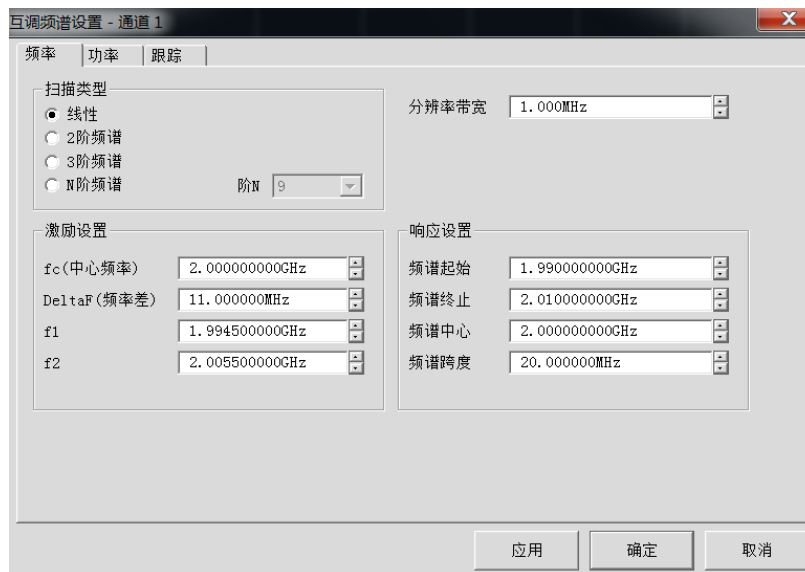 互调频谱设置 - 通道 1
频率 功率 跟踪
扫描类型
线性
2阶频谱
3阶频谱
N阶频谱 阶N 9
分辨率带宽 1.000MHz
激励设置
fc(中心频率) 2.000000000GHz
DeltaF(频率差) 11.000000MHz
f1 1.994500000GHz
f2 2.005500000GHz
响应设置
频谱起始 1.990000000GHz
频谱终止 2.010000000GHz
频谱中心 2.000000000GHz
频谱跨度 20.000000MHz
应用 确定 取消